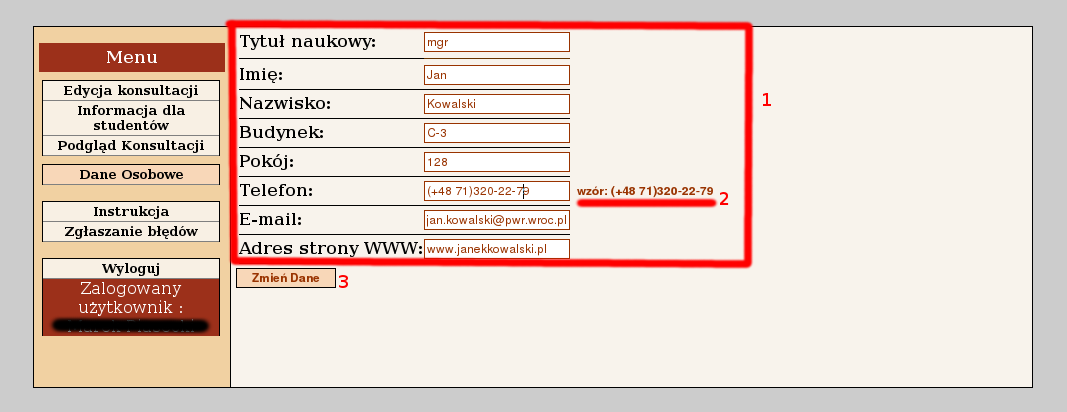 Menu
Edycja konsultacji
Informacja dla
studentów
Podgląd Konsultacji
Dane Osobowe
Instrukcja
Zgłaszanie błędów
Wyloguj
Zalogowany
użytkownik :
Tytuł naukowy: mgr
Imię: Jan
Nazwisko: Kowalski
Budynek: C-3
Pokój: 128
Telefon: (+48 71)320-22-79 wzór: (+48 71)320-22-79 2
E-mail: jan.kowalski@pwr.wroc.pl
Adres strony WWW: www.janekkowalski.pl
1
Zmień Dane 3